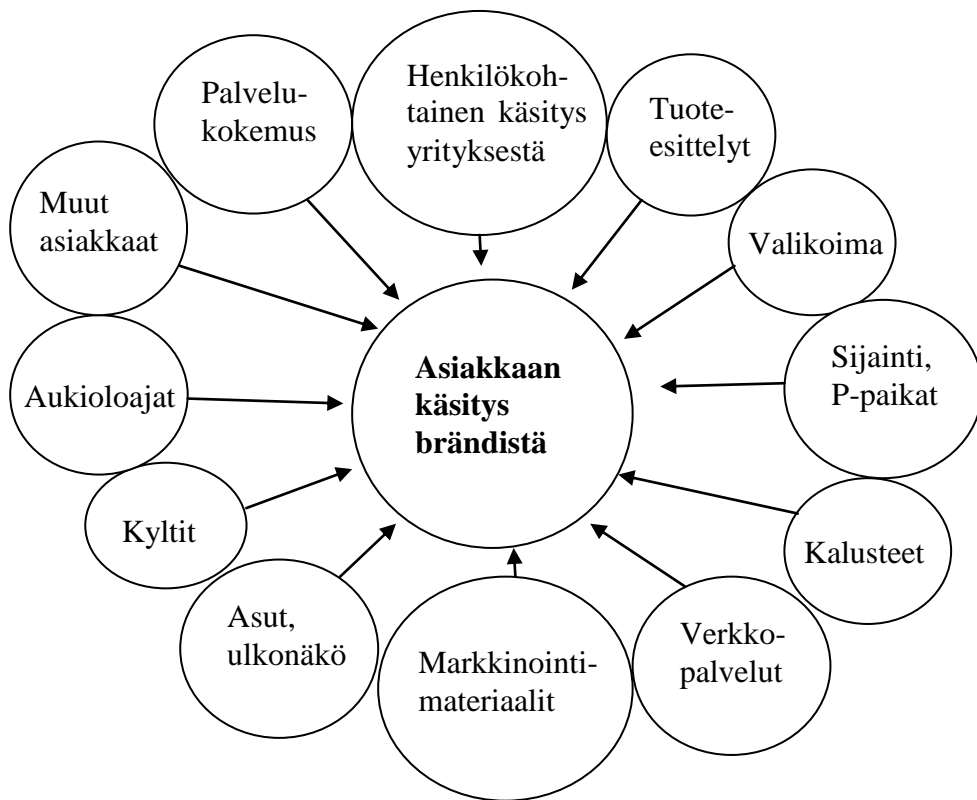 Henkilökoh-
tainen käsitys
yrityksestä
Palvelu-
kokemus
Tuote-
esittelyt
Muut
asiakkaat
Valikoima
Asiakkaan
käsitys
brändistä
Sijainti,
P-paikat
Aukioloajat
Kyltit
Kalusteet
Asut,
ulkonäkö
Markkinointi-
materiaalit
Verkko-
palvelut